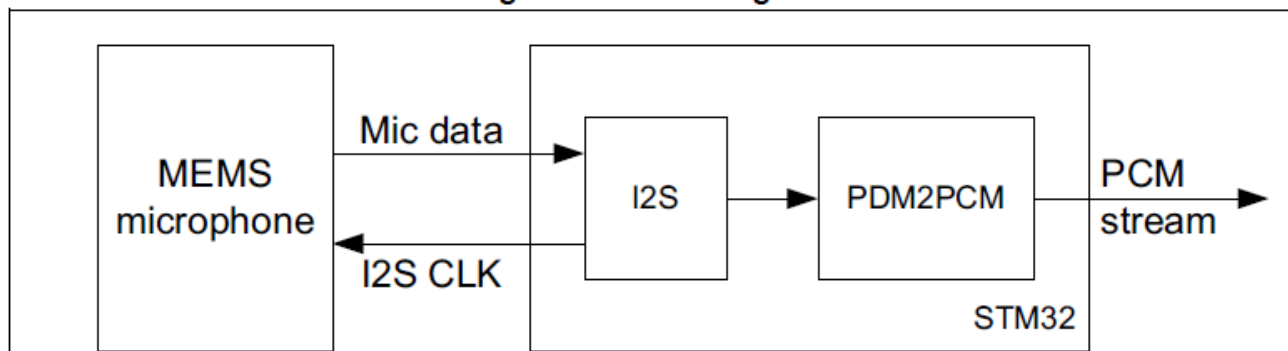 MEMS
microphone
Mic data
I2S CLK
I2S
PDM2PCM
PCM
stream
STM32